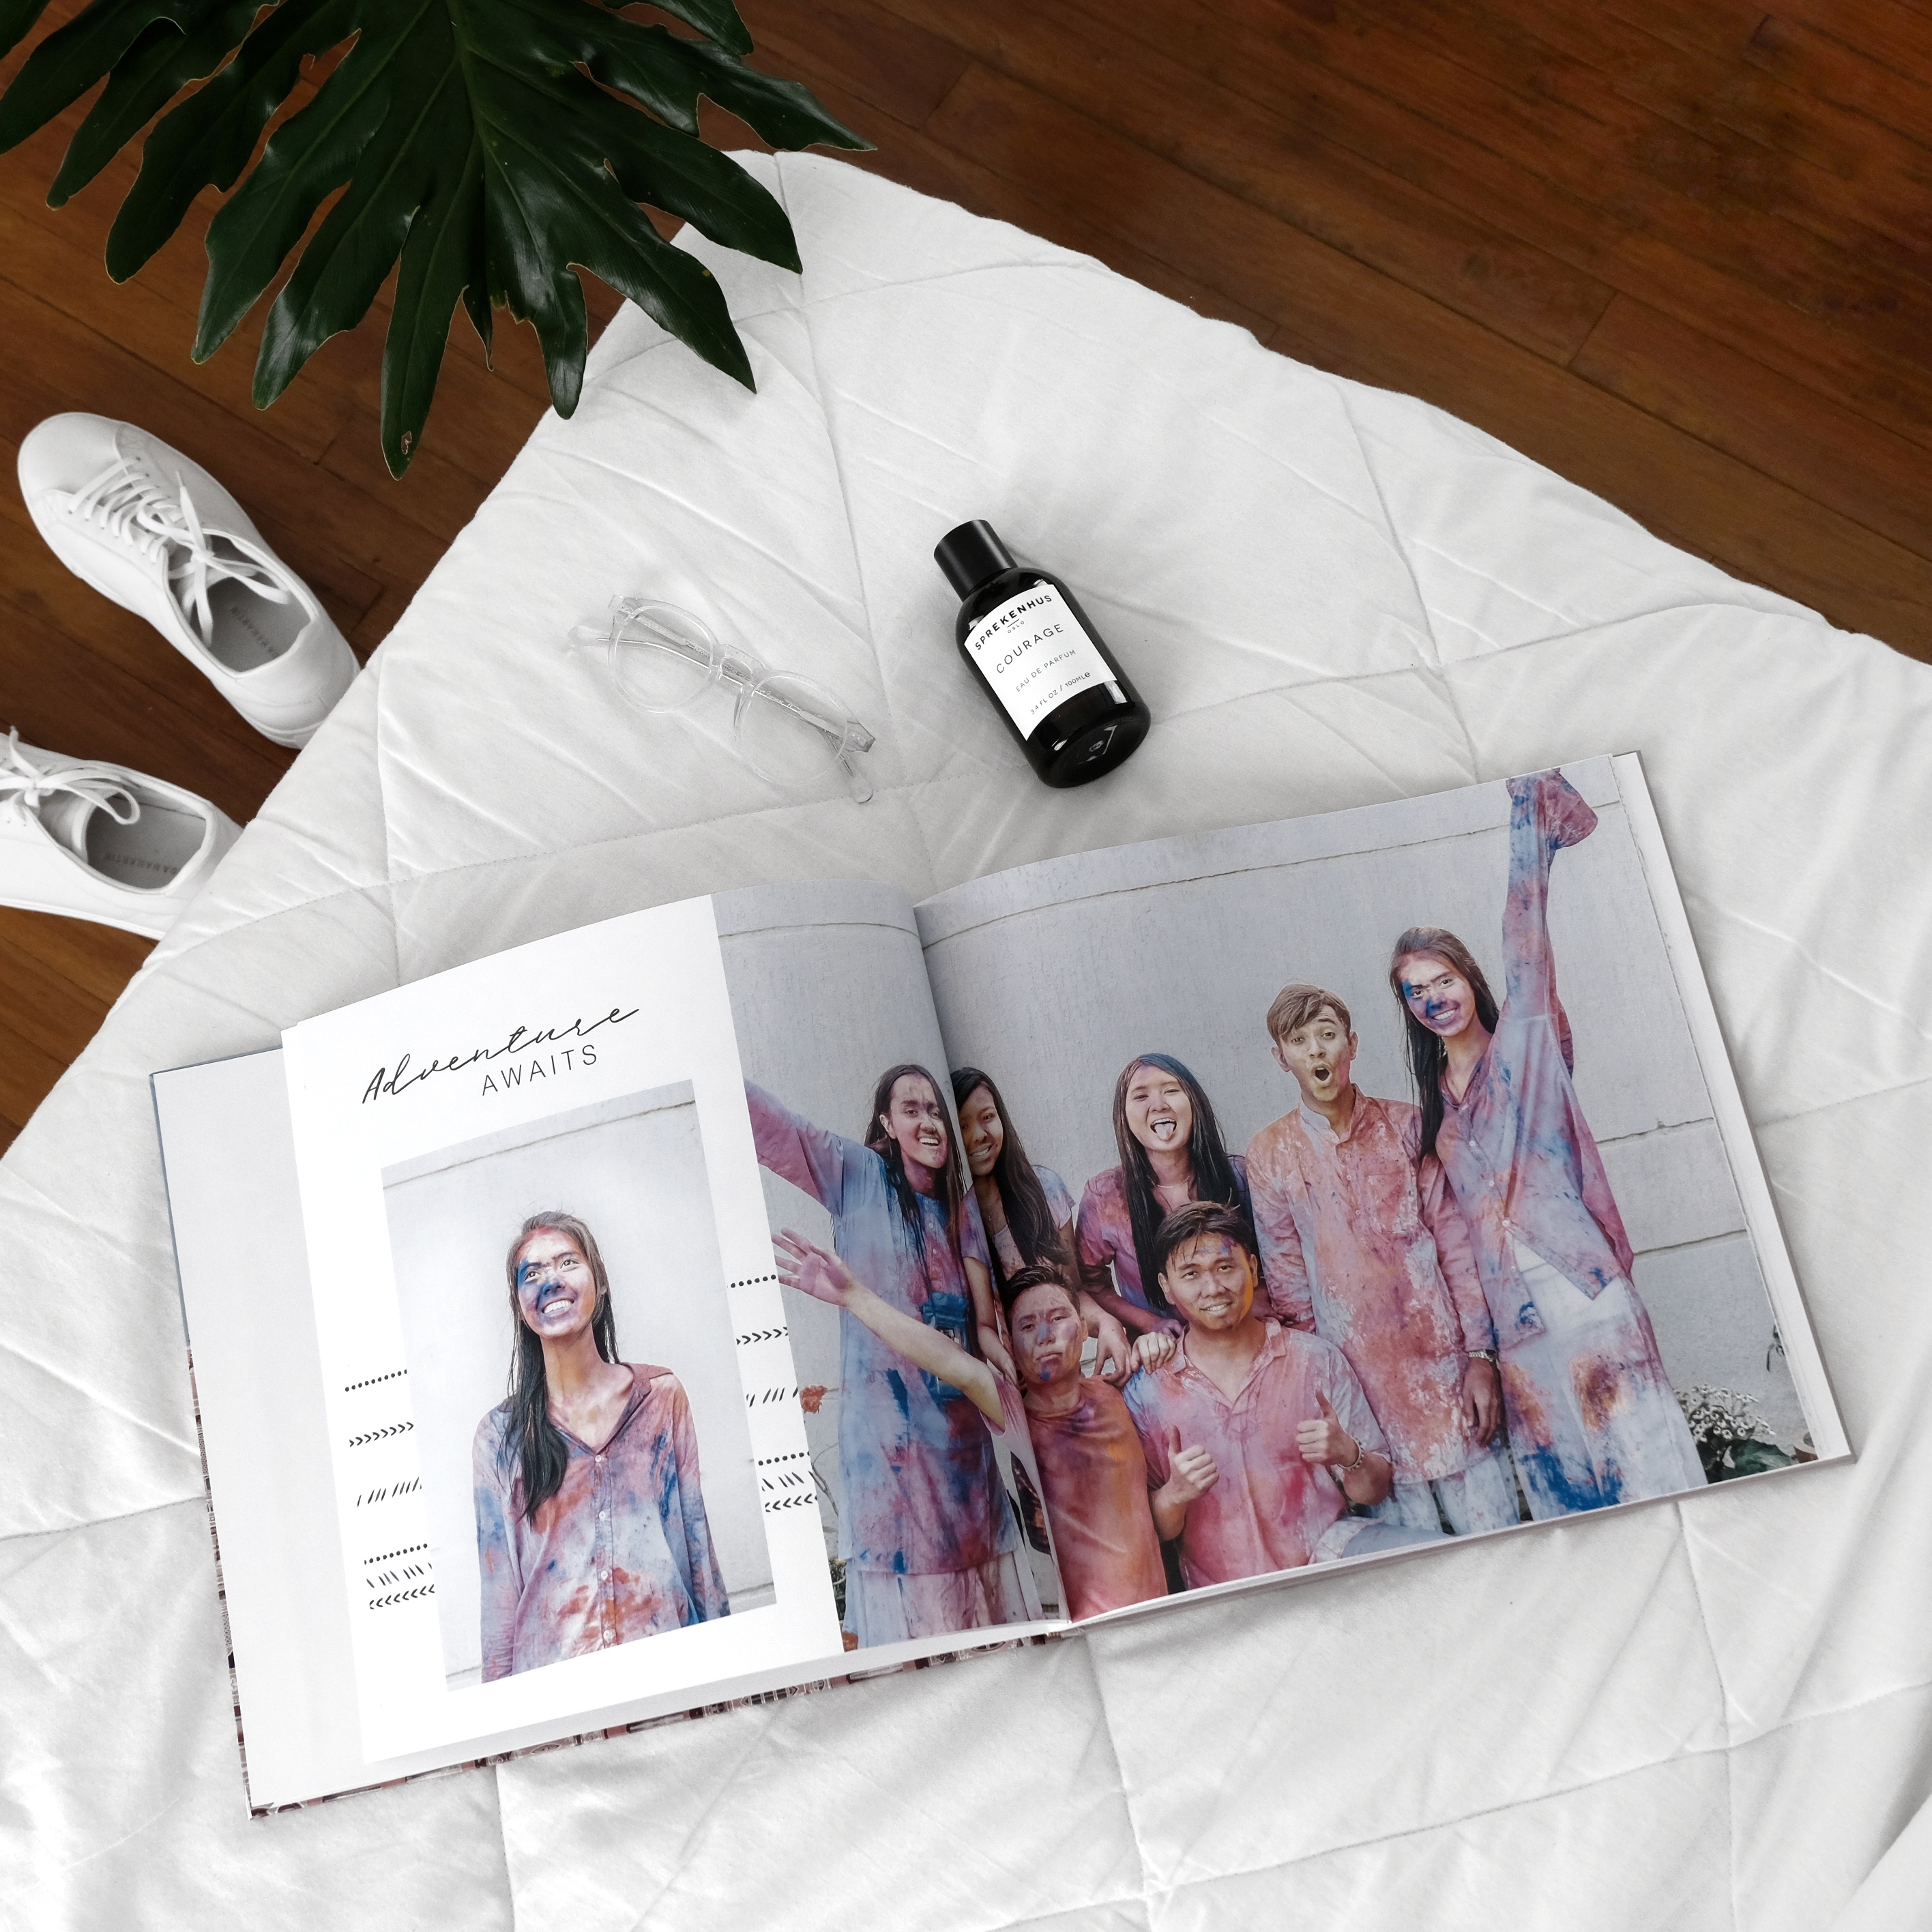 SPREKENHUS
OSLO
COURAGE
EAU DE PARFUM
3.4 FL OZ / 100ML℮
Adventure
AWAITS